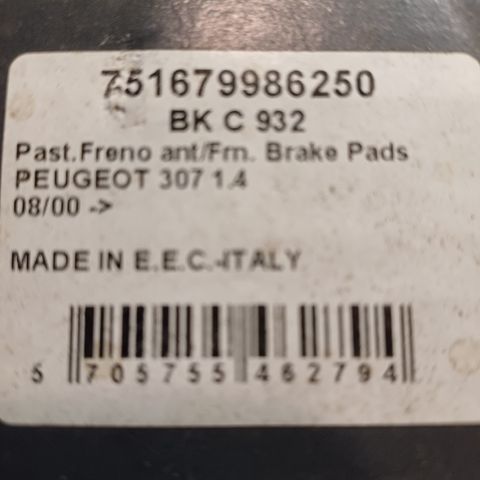 751679986250
BK C 932
Past.Freno ant/Frn. Brake Pads
PEUGEOT 307 1.4
08/00 ->
MADE IN E.E.C.-ITALY
5 705755 462794